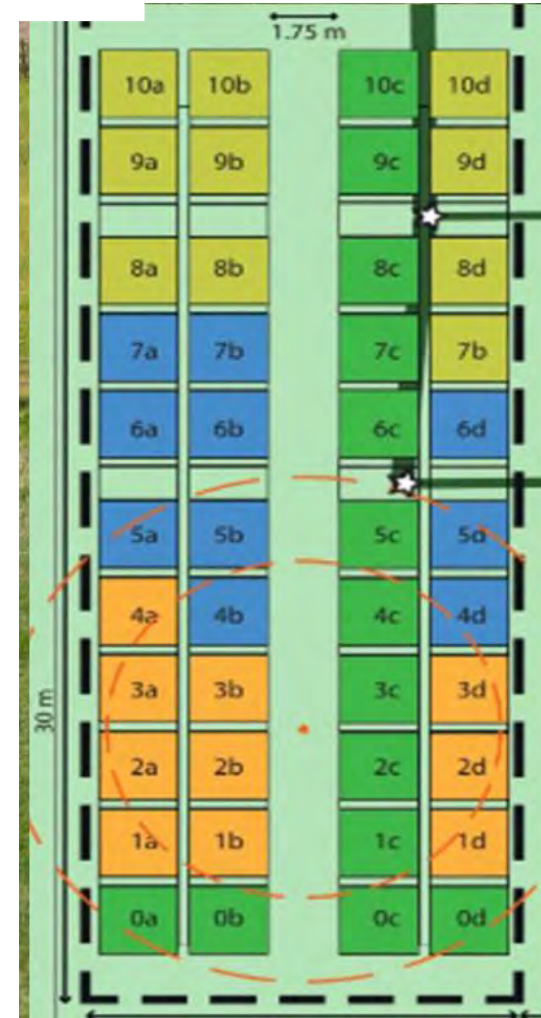 1.75 m
10a 10b 10c 10d
9a 9b 9c 9d
8a 8b 8c 8d
7a 7b 7c 7b
6a 6b 6c 6d
5a 5b 5c 5d
4a 4b 4c 4d
3a 3b 3c 3d
30 m
2a 2b 2c 2d
1a 1b 1c 1d
0a 0b 0c 0d